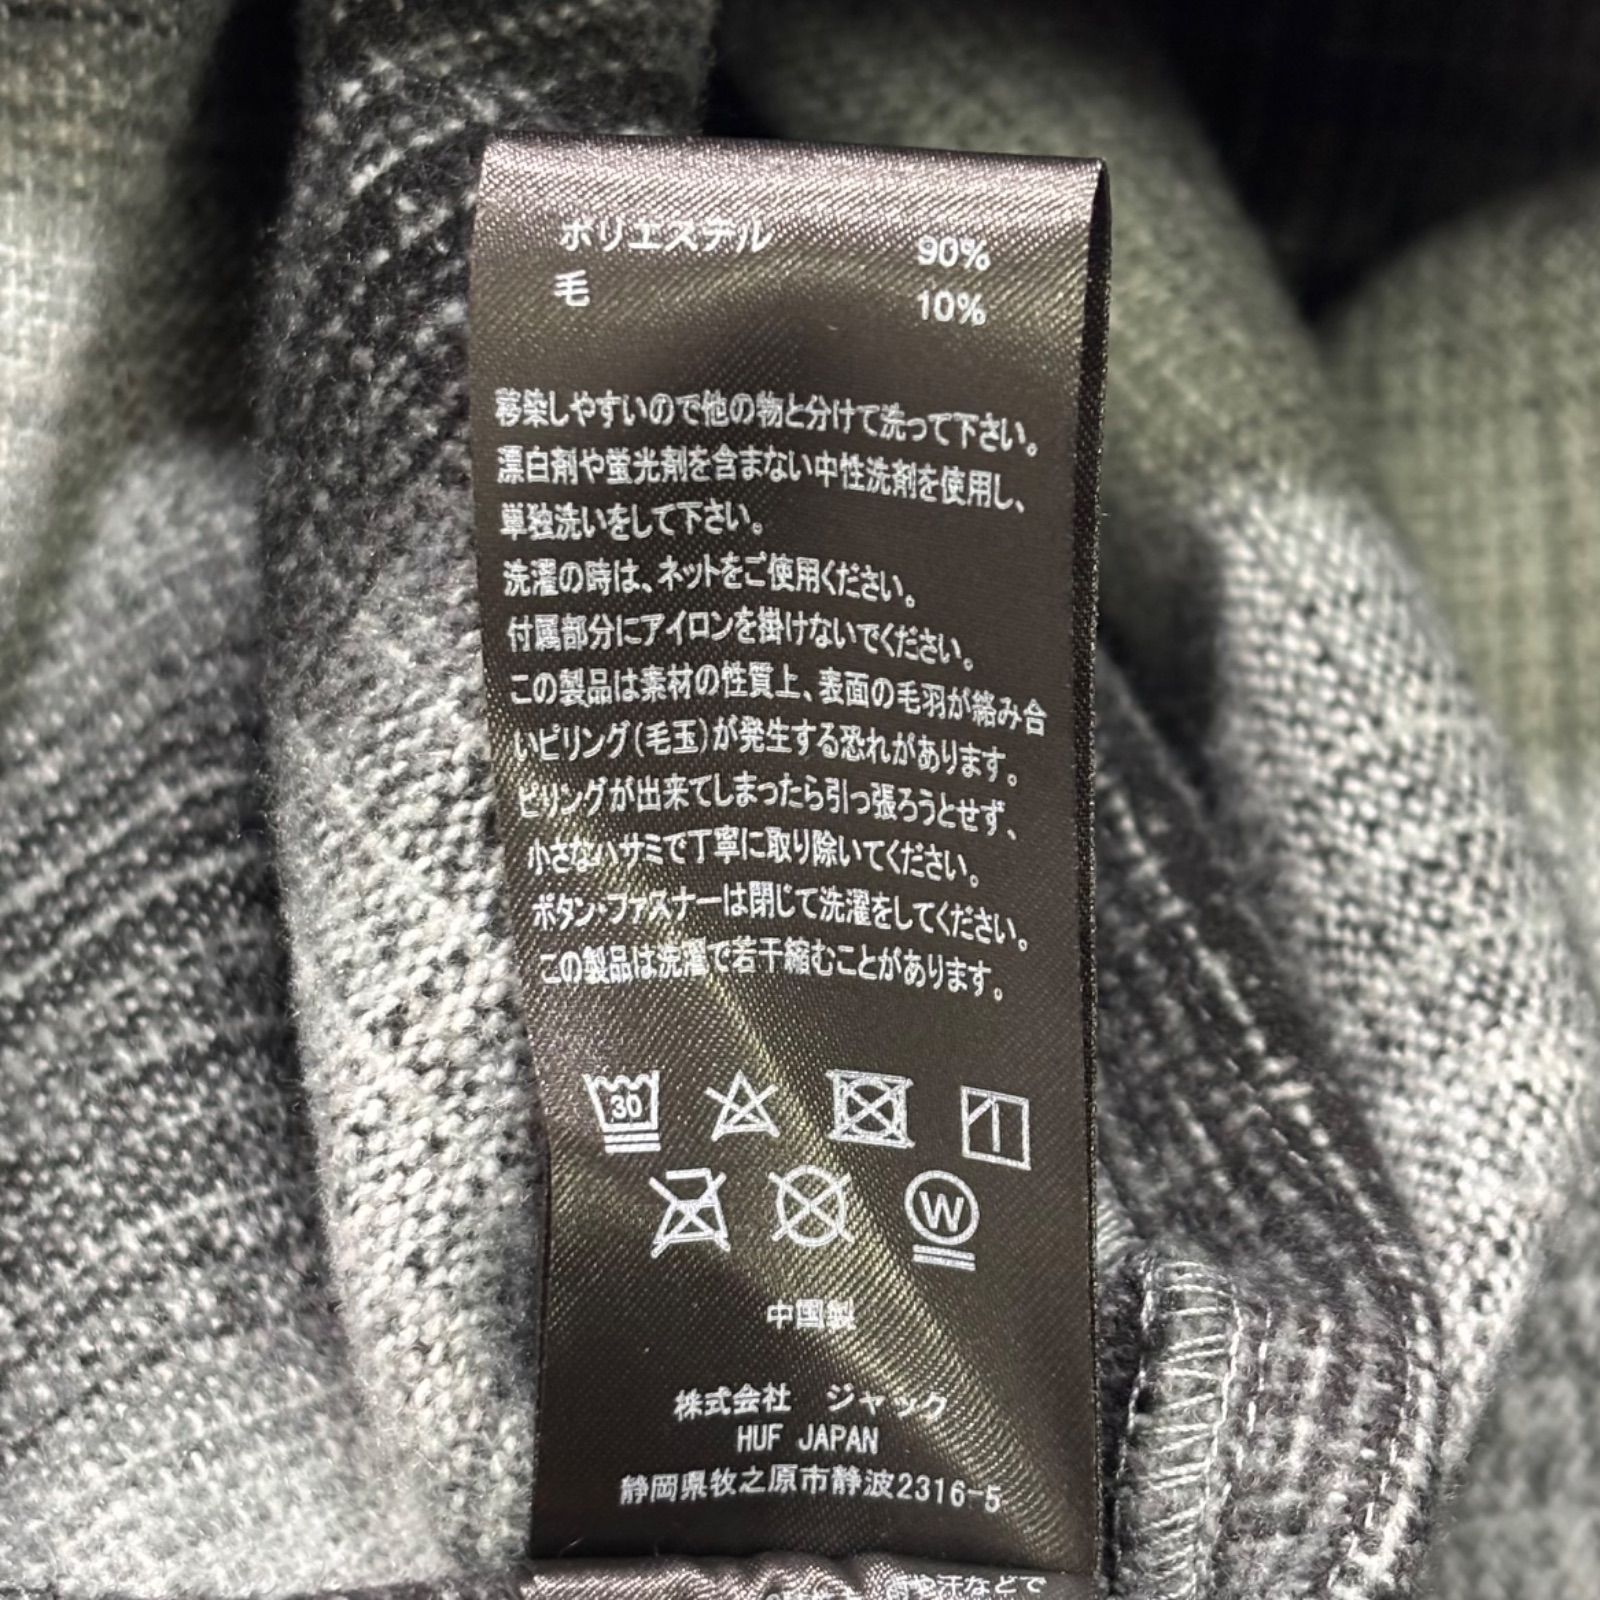 ポリエステル 90%
毛 10%
移染しやすいので他の物と分けて洗って下さい。
漂白剤や蛍光剤を含まない中性洗剤を使用し、
単独洗いをして下さい。
洗濯の時は、ネットをご使用ください。
付属部分にアイロンを掛けないでください。
この製品は素材の性質上、表面の毛羽が絡み合
いピリング(毛玉)が発生する恐れがあります。
ピリングが出来てしまったら引っ張ろうとせず、
小さなハサミで丁寧に取り除いてください。
ボタン・ファスナーは閉じて洗濯をしてください。
この製品は洗濯で若干縮むことがあります。
30
W
中国製
株式会社 ジャック
HUF JAPAN
静岡県牧之原市静波2316-5
汗などで